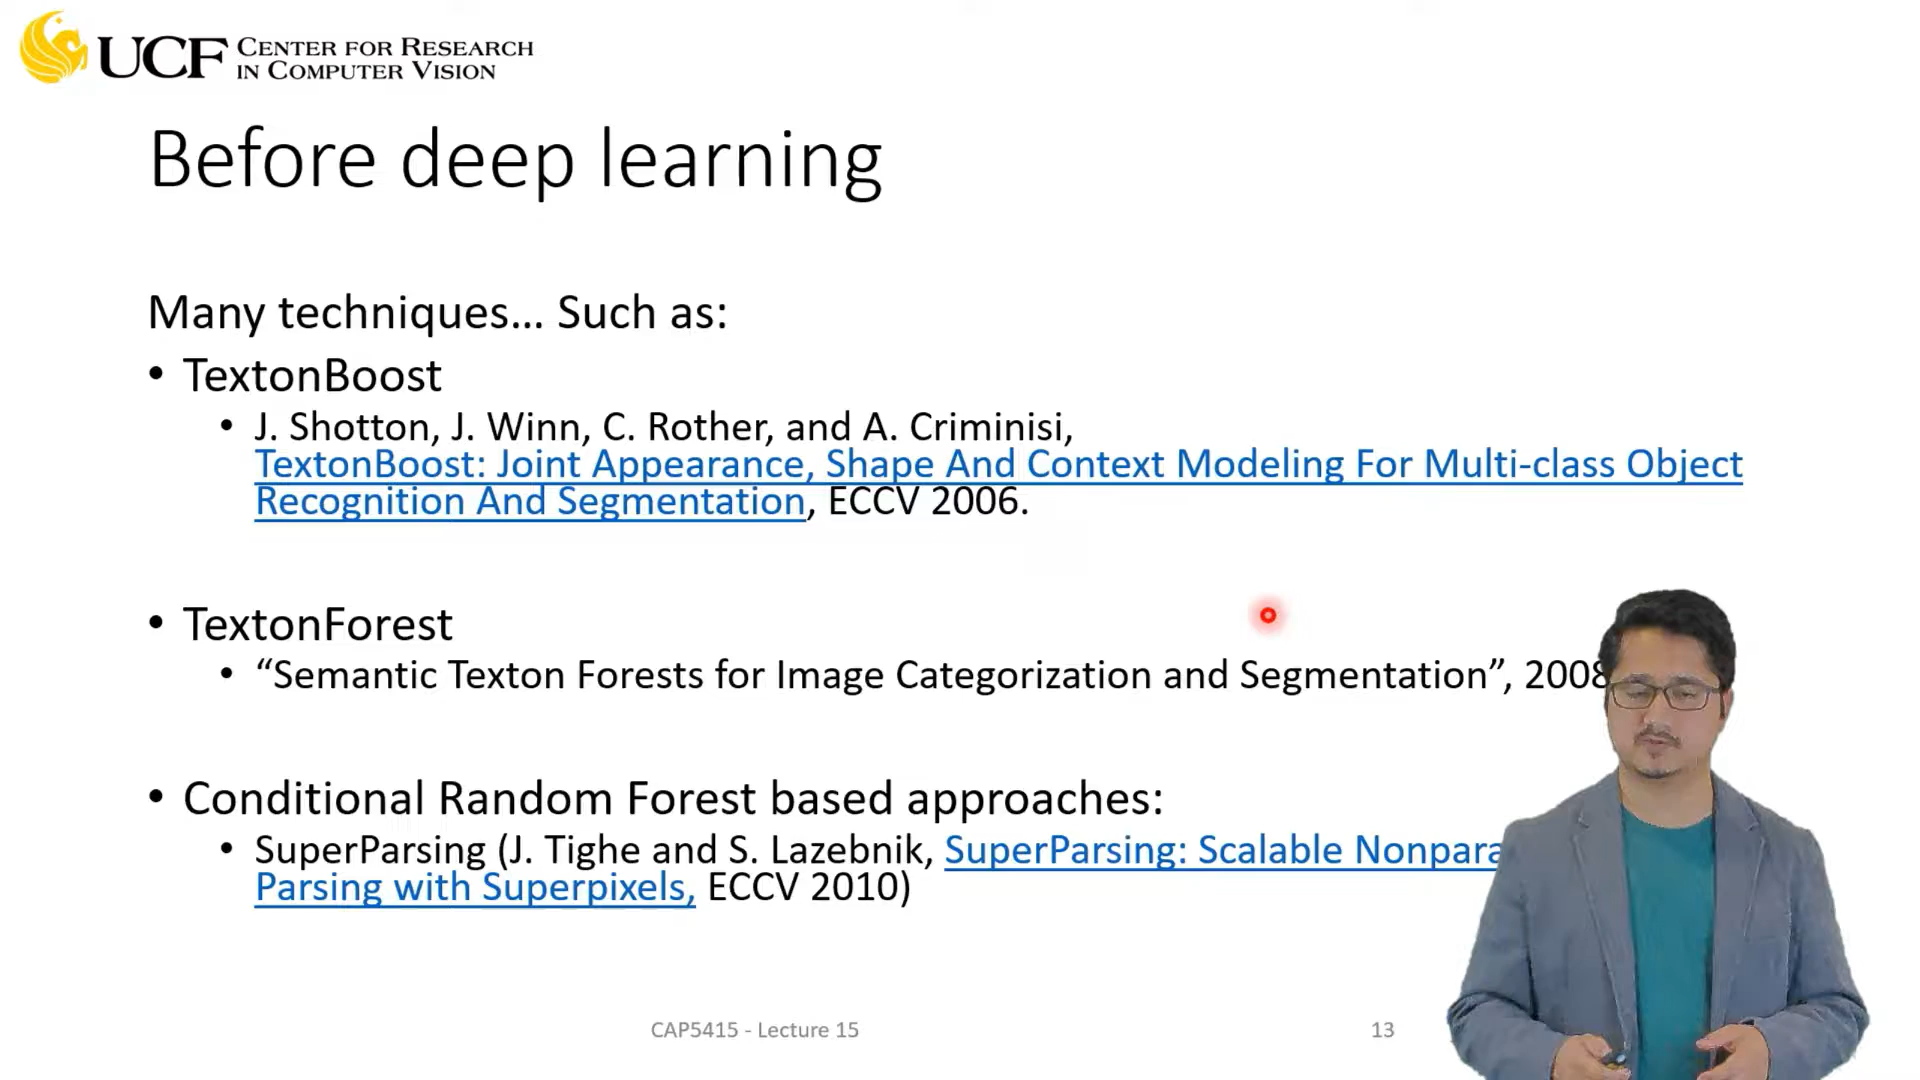 UCF CENTER FOR RESEARCH
IN COMPUTER VISION
Before deep learning
Many techniques... Such as:
• TextonBoost
• J. Shotton, J. Winn, C. Rother, and A. Criminisi,
TextonBoost: Joint Appearance, Shape And Context Modeling For Multi-class Object
Recognition And Segmentation, ECCV 2006.
• TextonForest
• “Semantic Texton Forests for Image Categorization and Segmentation”, 2008
• Conditional Random Forest based approaches:
• SuperParsing (J. Tighe and S. Lazebnik, SuperParsing: Scalable
Parsing with Superpixels, ECCV 2010)
CAP5415 - Lecture 15
13